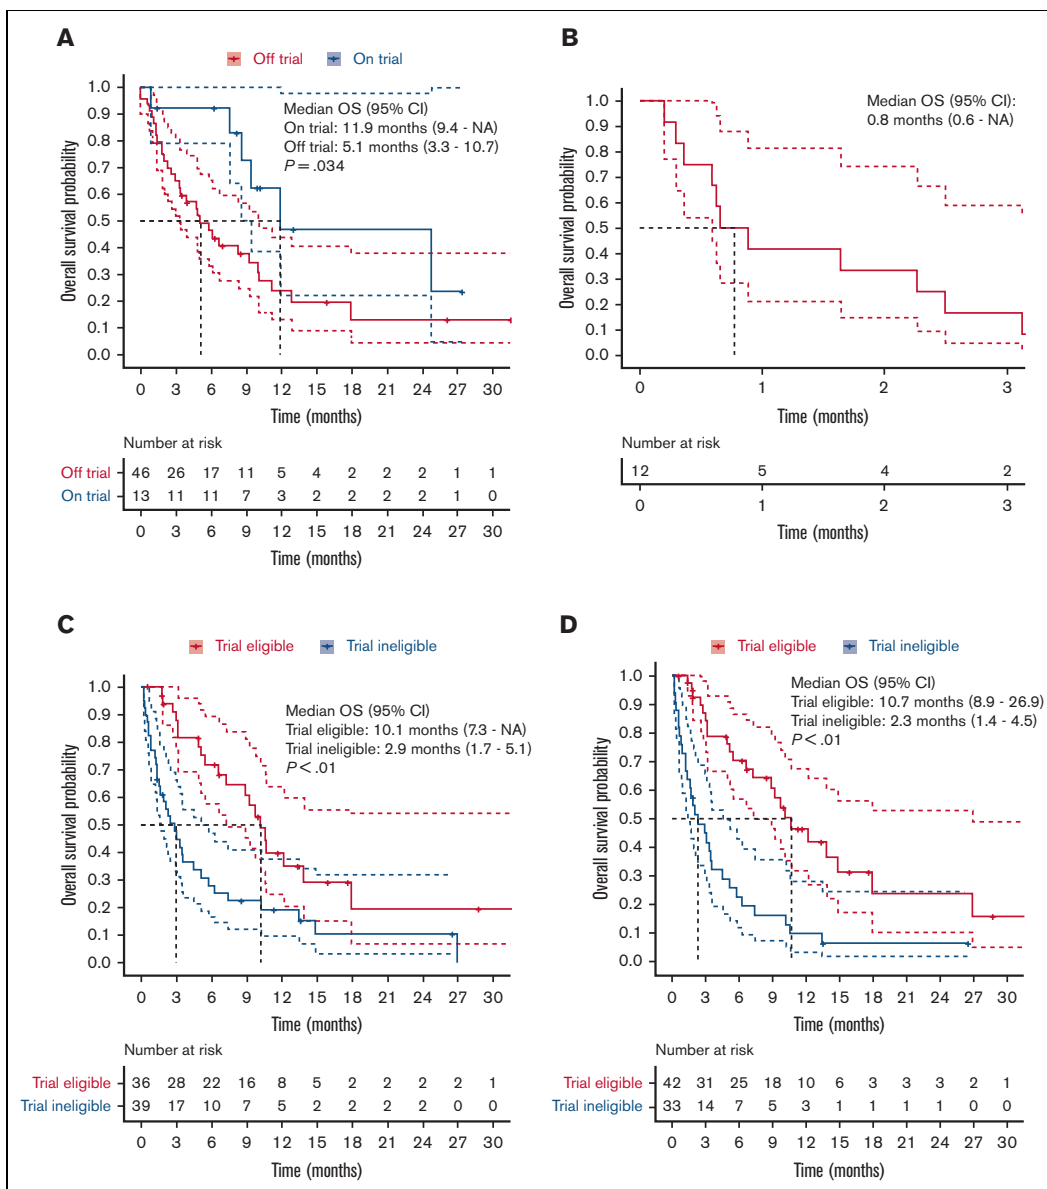 A
Off trial On trial
Overall survival probability
1.0
0.9
0.8
0.7
0.6
0.5
0.4
0.3
0.2
0.1
0.0
Median OS (95% CI)
On trial: 11.9 months (9.4 - NA)
Off trial: 5.1 months (3.3 - 10.7)
P = .034
0 3 6 9 12 15 18 21 24 27 30
Time (months)
Number at risk
Off trial 46 26 17 11 5 4 2 2 2 1 1
On trial 13 11 11 7 3 2 2 2 2 1 0
0 3 6 9 12 15 18 21 24 27 30
Time (months)
B
Overall survival probability
1.0
0.9
0.8
0.7
0.6
0.5
0.4
0.3
0.2
0.1
0.0
Median OS (95% CI):
0.8 months (0.6 - NA)
0 1 2 3
Time (months)
Number at risk
12 5 4 2
0 1 2 3
Time (months)
C
Trial eligible Trial ineligible
Overall survival probability
1.0
0.9
0.8
0.7
0.6
0.5
0.4
0.3
0.2
0.1
0.0
Median OS (95% CI)
Trial eligible: 10.1 months (7.3 - NA)
Trial ineligible: 2.9 months (1.7 - 5.1)
P < .01
0 3 6 9 12 15 18 21 24 27 30
Time (months)
Number at risk
Trial eligible 36 28 22 16 8 5 2 2 2 2 1
Trial ineligible 39 17 10 7 5 2 2 2 2 0 0
0 3 6 9 12 15 18 21 24 27 30
Time (months)
D
Trial eligible Trial ineligible
Overall survival probability
1.0
0.9
0.8
0.7
0.6
0.5
0.4
0.3
0.2
0.1
0.0
Median OS (95% CI)
Trial eligible: 10.7 months (8.9 - 26.9)
Trial ineligible: 2.3 months (1.4 - 4.5)
P < .01
0 3 6 9 12 15 18 21 24 27 30
Time (months)
Number at risk
Trial eligible 42 31 25 18 10 6 3 3 3 2 1
Trial ineligible 33 14 7 5 3 1 1 1 1 0 0
0 3 6 9 12 15 18 21 24 27 30
Time (months)